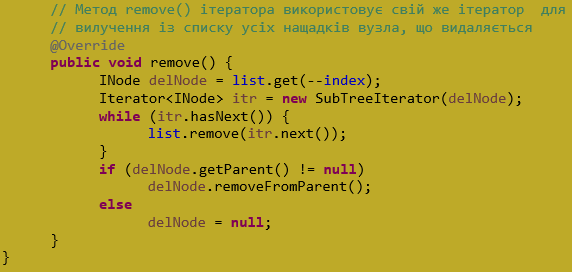 // Метод remove() ітератора використовує свій же ітератор  для
// вилучення із списку усіх нащадків вузла, що видаляється
@Override
public void remove() {
INode delNode = list.get(--index);
Iterator<INode> itr = new SubTreeIterator(delNode);
while (itr.hasNext()) {
list.remove(itr.next());
}
if (delNode.getParent() != null)
delNode.removeFromParent();
else
delNode = null;
}
}